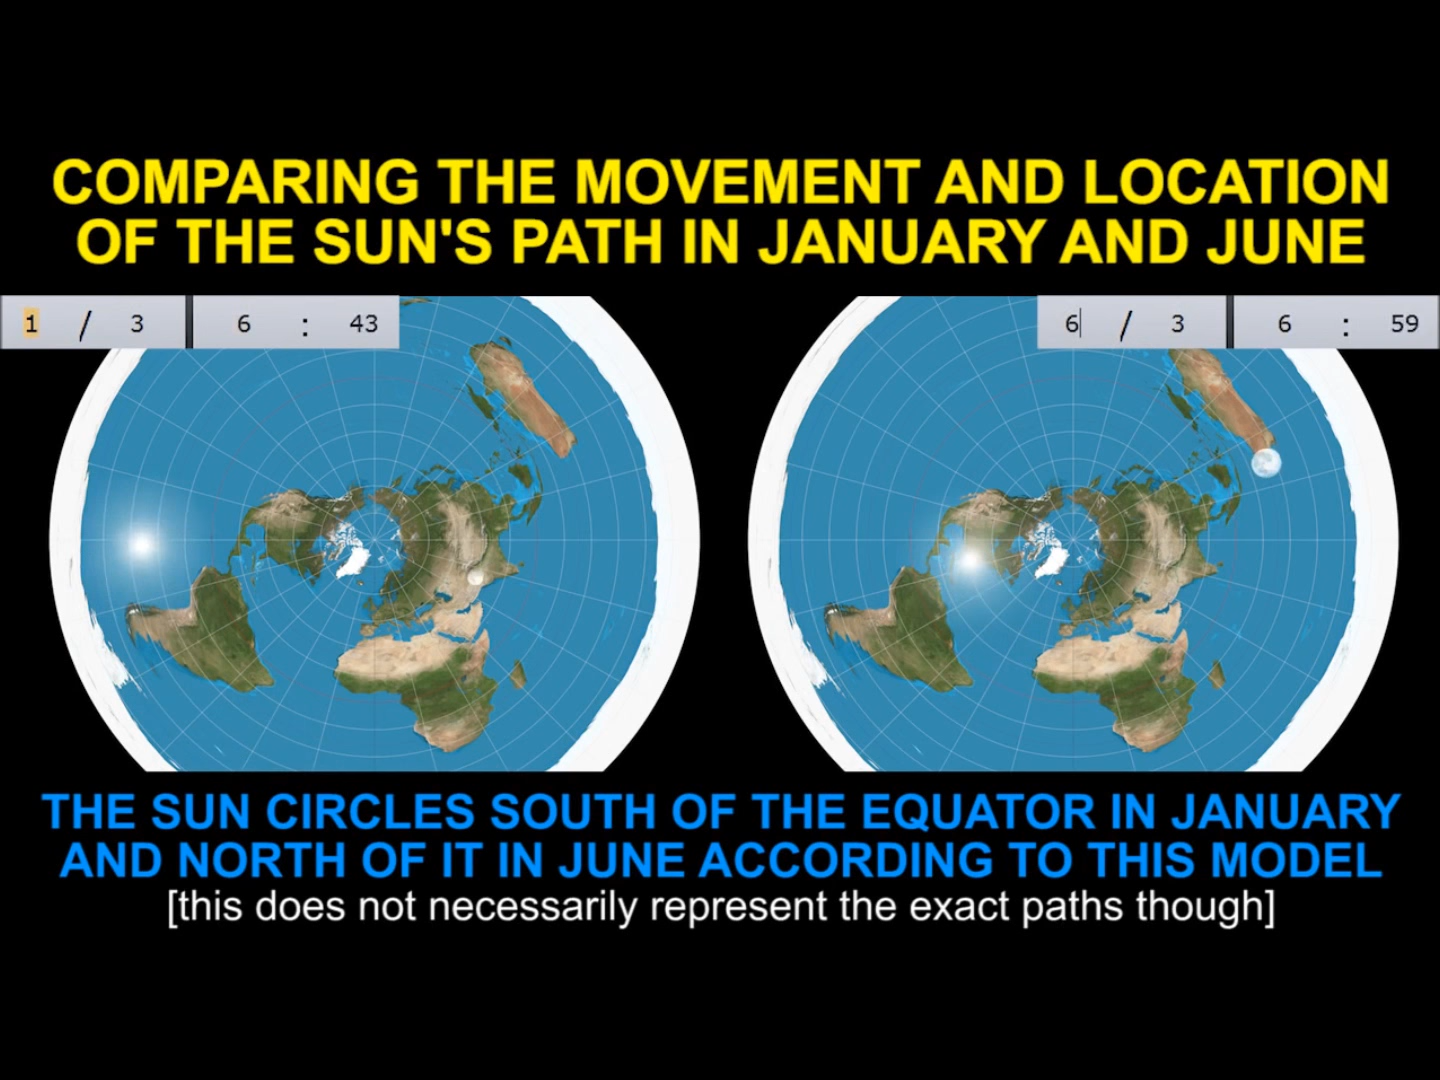 COMPARING THE MOVEMENT AND LOCATION
OF THE SUN'S PATH IN JANUARY AND JUNE
1 / 3 6 : 43
6 / 3 6 : 59
THE SUN CIRCLES SOUTH OF THE EQUATOR IN JANUARY
AND NORTH OF IT IN JUNE ACCORDING TO THIS MODEL
[this does not necessarily represent the exact paths though]